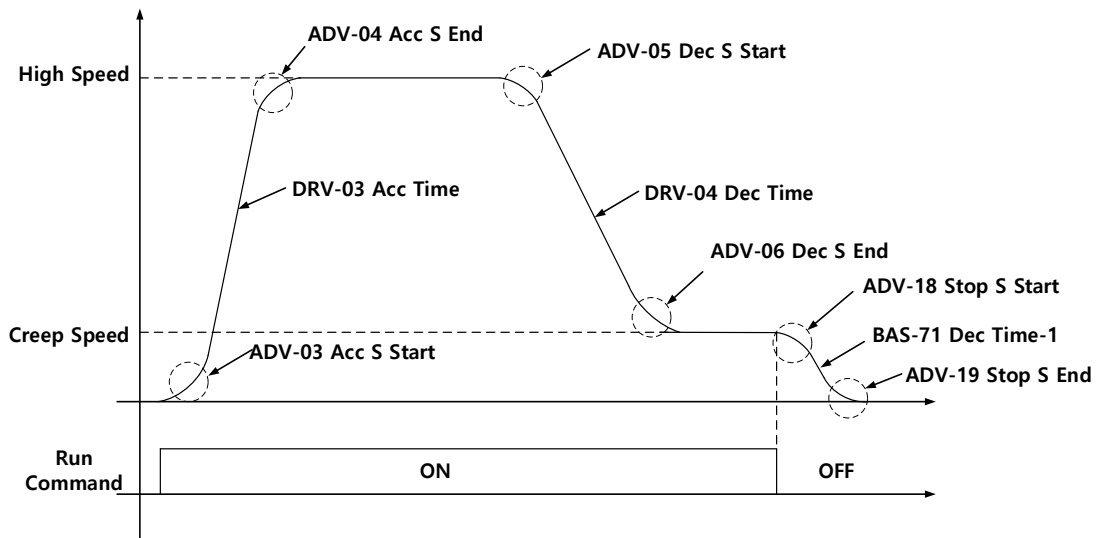 ADV-04 Acc S End
ADV-05 Dec S Start
High Speed
DRV-03 Acc Time
DRV-04 Dec Time
ADV-06 Dec S End
ADV-18 Stop S Start
Creep Speed
BAS-71 Dec Time-1
ADV-03 Acc S Start
ADV-19 Stop S End
Run
Command
ON
OFF